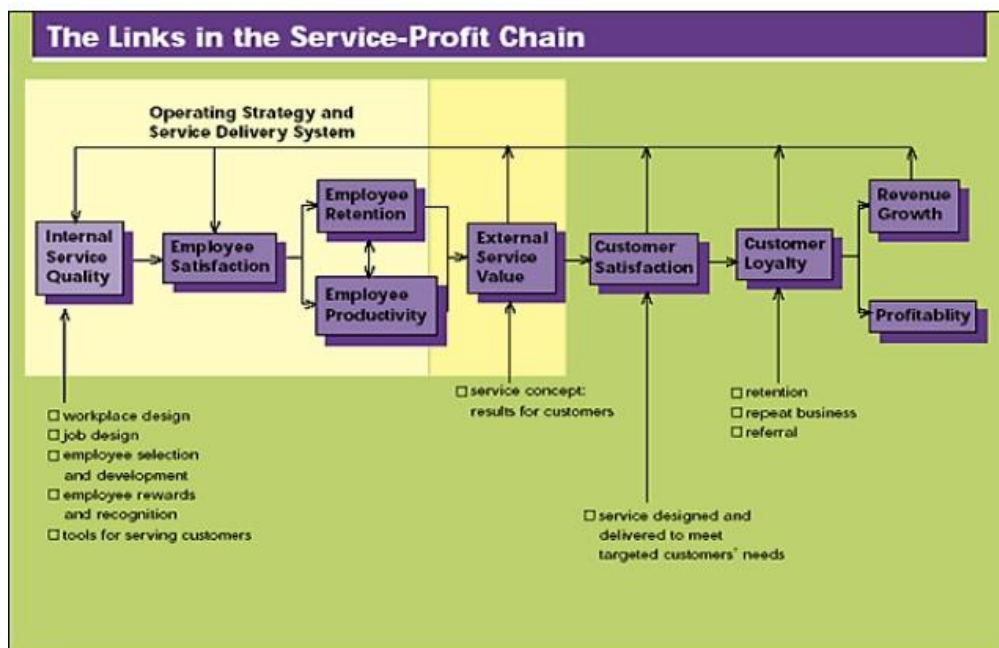 The Links in the Service-Profit Chain
Operating Strategy and
Service Delivery System
Internal
Service
Quality
Employee
Satisfaction
Employee
Retention
Employee
Productivity
External
Service
Value
Customer
Satisfaction
Customer
Loyalty
Revenue
Growth
Profitablity
☐ workplace design
☐ job design
☐ employee selection
and development
☐ employee rewards
and recognition
☐ tools for serving customers
☐ service concept:
results for customers
☐ service designed and
delivered to meet
targeted customers' needs
☐ retention
☐ repeat business
☐ referral